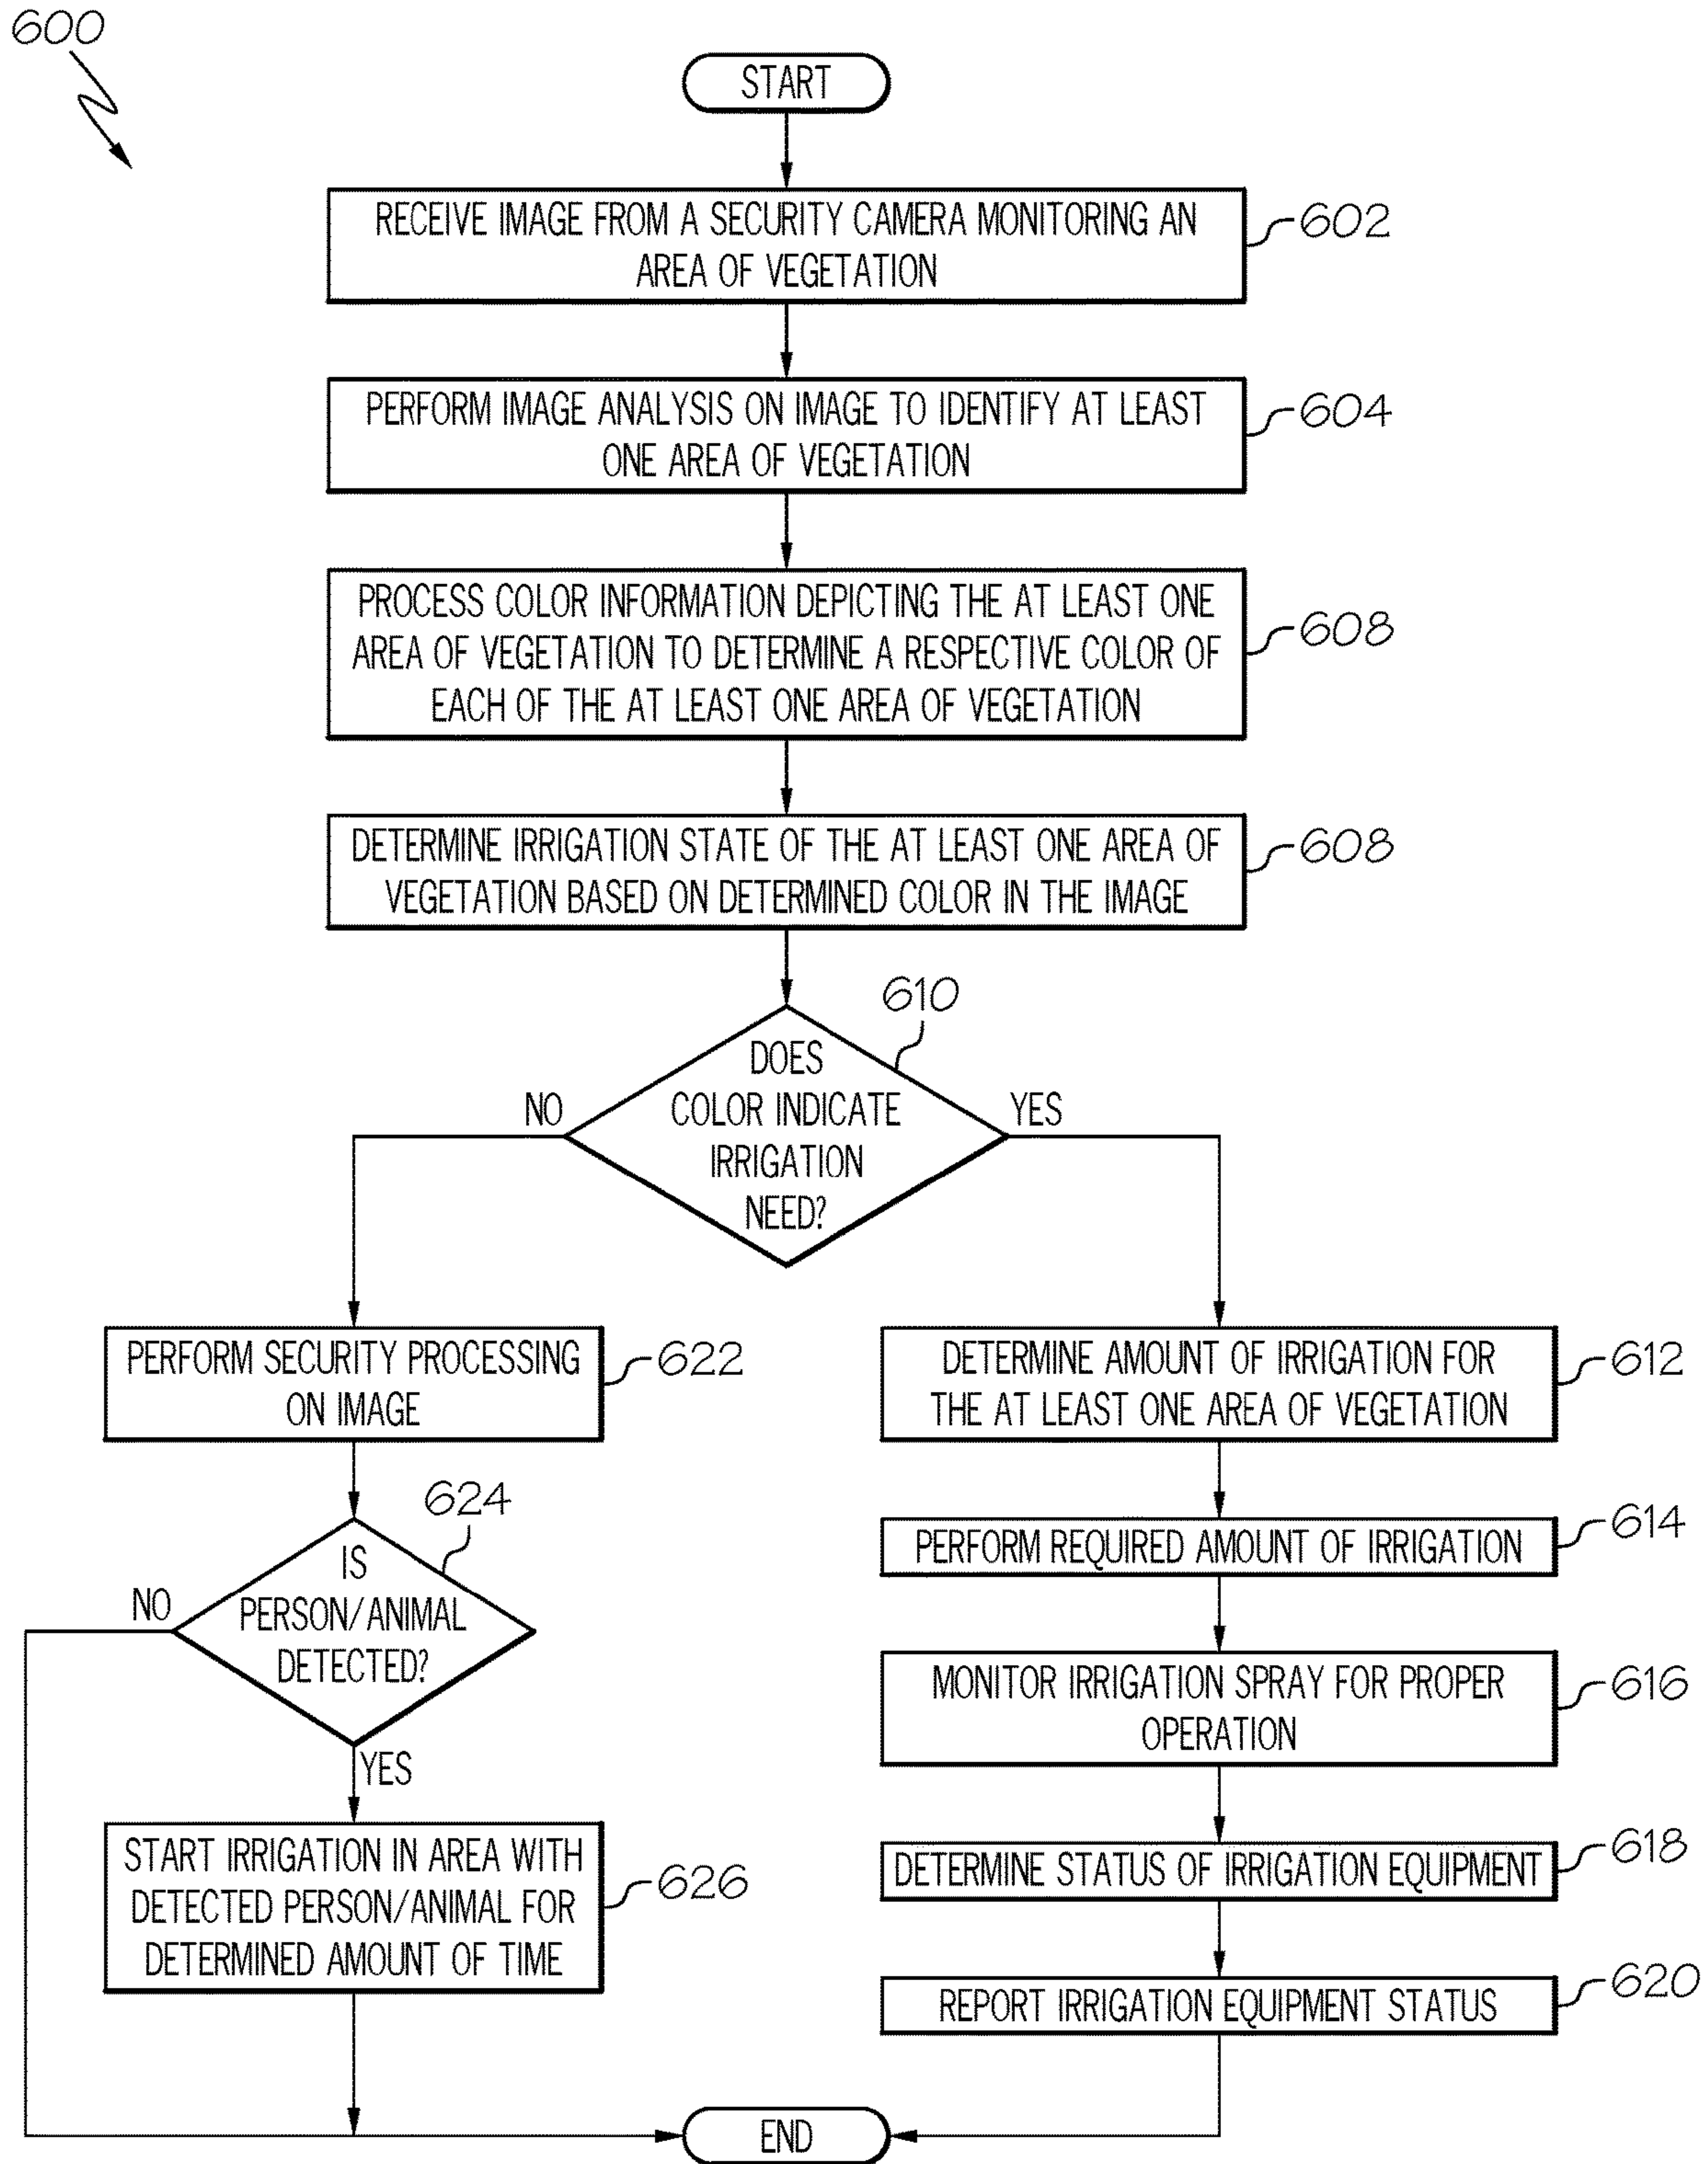 600
START
RECEIVE IMAGE FROM A SECURITY CAMERA MONITORING AN
AREA OF VEGETATION
602
PERFORM IMAGE ANALYSIS ON IMAGE TO IDENTIFY AT LEAST
ONE AREA OF VEGETATION
604
PROCESS COLOR INFORMATION DEPICTING THE AT LEAST ONE
AREA OF VEGETATION TO DETERMINE A RESPECTIVE COLOR OF
EACH OF THE AT LEAST ONE AREA OF VEGETATION
608
DETERMINE IRRIGATION STATE OF THE AT LEAST ONE AREA OF
VEGETATION BASED ON DETERMINED COLOR IN THE IMAGE
608
610
DOES
COLOR INDICATE
IRRIGATION
NEED?
NO
YES
PERFORM SECURITY PROCESSING
ON IMAGE
622
624
IS
PERSON/ANIMAL
DETECTED?
NO
YES
START IRRIGATION IN AREA WITH
DETECTED PERSON/ANIMAL FOR
DETERMINED AMOUNT OF TIME
626
DETERMINE AMOUNT OF IRRIGATION FOR
THE AT LEAST ONE AREA OF VEGETATION
612
PERFORM REQUIRED AMOUNT OF IRRIGATION
614
MONITOR IRRIGATION SPRAY FOR PROPER
OPERATION
616
DETERMINE STATUS OF IRRIGATION EQUIPMENT
618
REPORT IRRIGATION EQUIPMENT STATUS
620
END